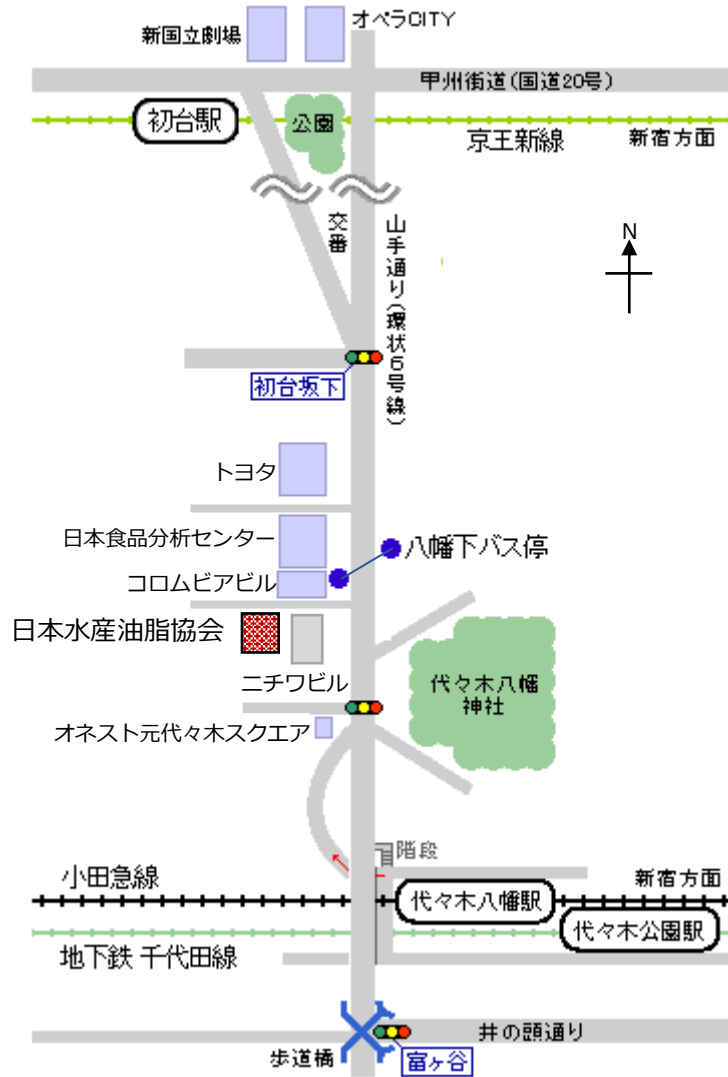 オペラCITY
新国立劇場
甲州街道(国道20号)
初台駅
公園
京王新線
新宿方面
交番
山手通り(環状6号線)
N
初台坂下
トヨタ
日本食品分析センター
八幡下バス停
コロムビアビル
日本水産油脂協会
ニチワビル
代々木八幡
神社
オネスト元代々木スクエア
階段
小田急線
新宿方面
代々木八幡駅
代々木公園駅
地下鉄 千代田線
井の頭通り
歩道橋
富ヶ谷